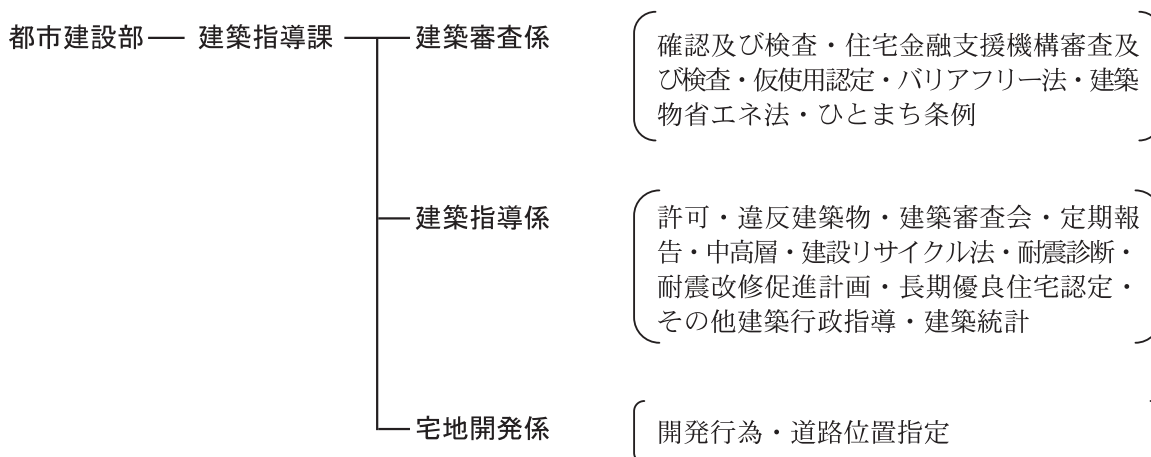 都市建設部 建築指導課 建築審査係
確認及び検査・住宅金融支援機構審査及
び検査・仮使用認定・バリアフリー法・建築
物省エネ法・ひとまち条例
建築指導係
許可・違反建築物・建築審査会・定期報
告・中高層・建設リサイクル法・耐震診断・
耐震改修促進計画・長期優良住宅認定・
その他建築行政指導・建築統計
宅地開発係
開発行為・道路位置指定